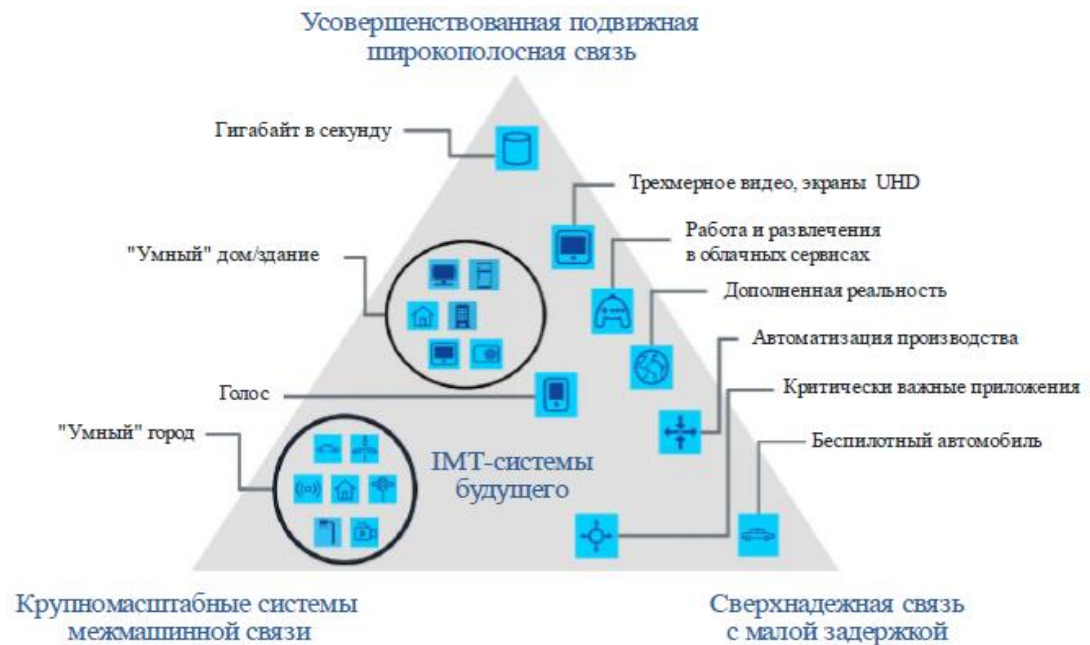 Усовершенствованная подвижная
широкополосная связь
Гигабайт в секунду
Трехмерное видео, экраны UHD
"Умный" дом/здание
Работа и развлечения
в облачных сервисах
Дополненная реальность
Автоматизация производства
Голос
Критически важные приложения
"Умный" город
Беспилотный автомобиль
IMT-системы
будущего
Крупномасштабные системы
межмашинной связи
Сверхнадежная связь
с малой задержкой